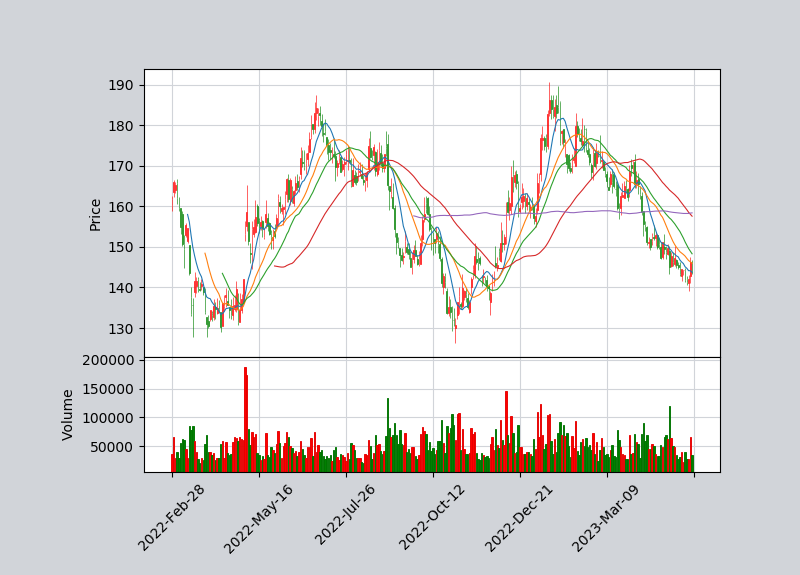 190
180
170
160
150
140
130
Price
200000
150000
100000
50000
Volume
2022-Feb-28
2022-May-16
2022-Jul-26
2022-Oct-12
2022-Dec-21
2023-Mar-09